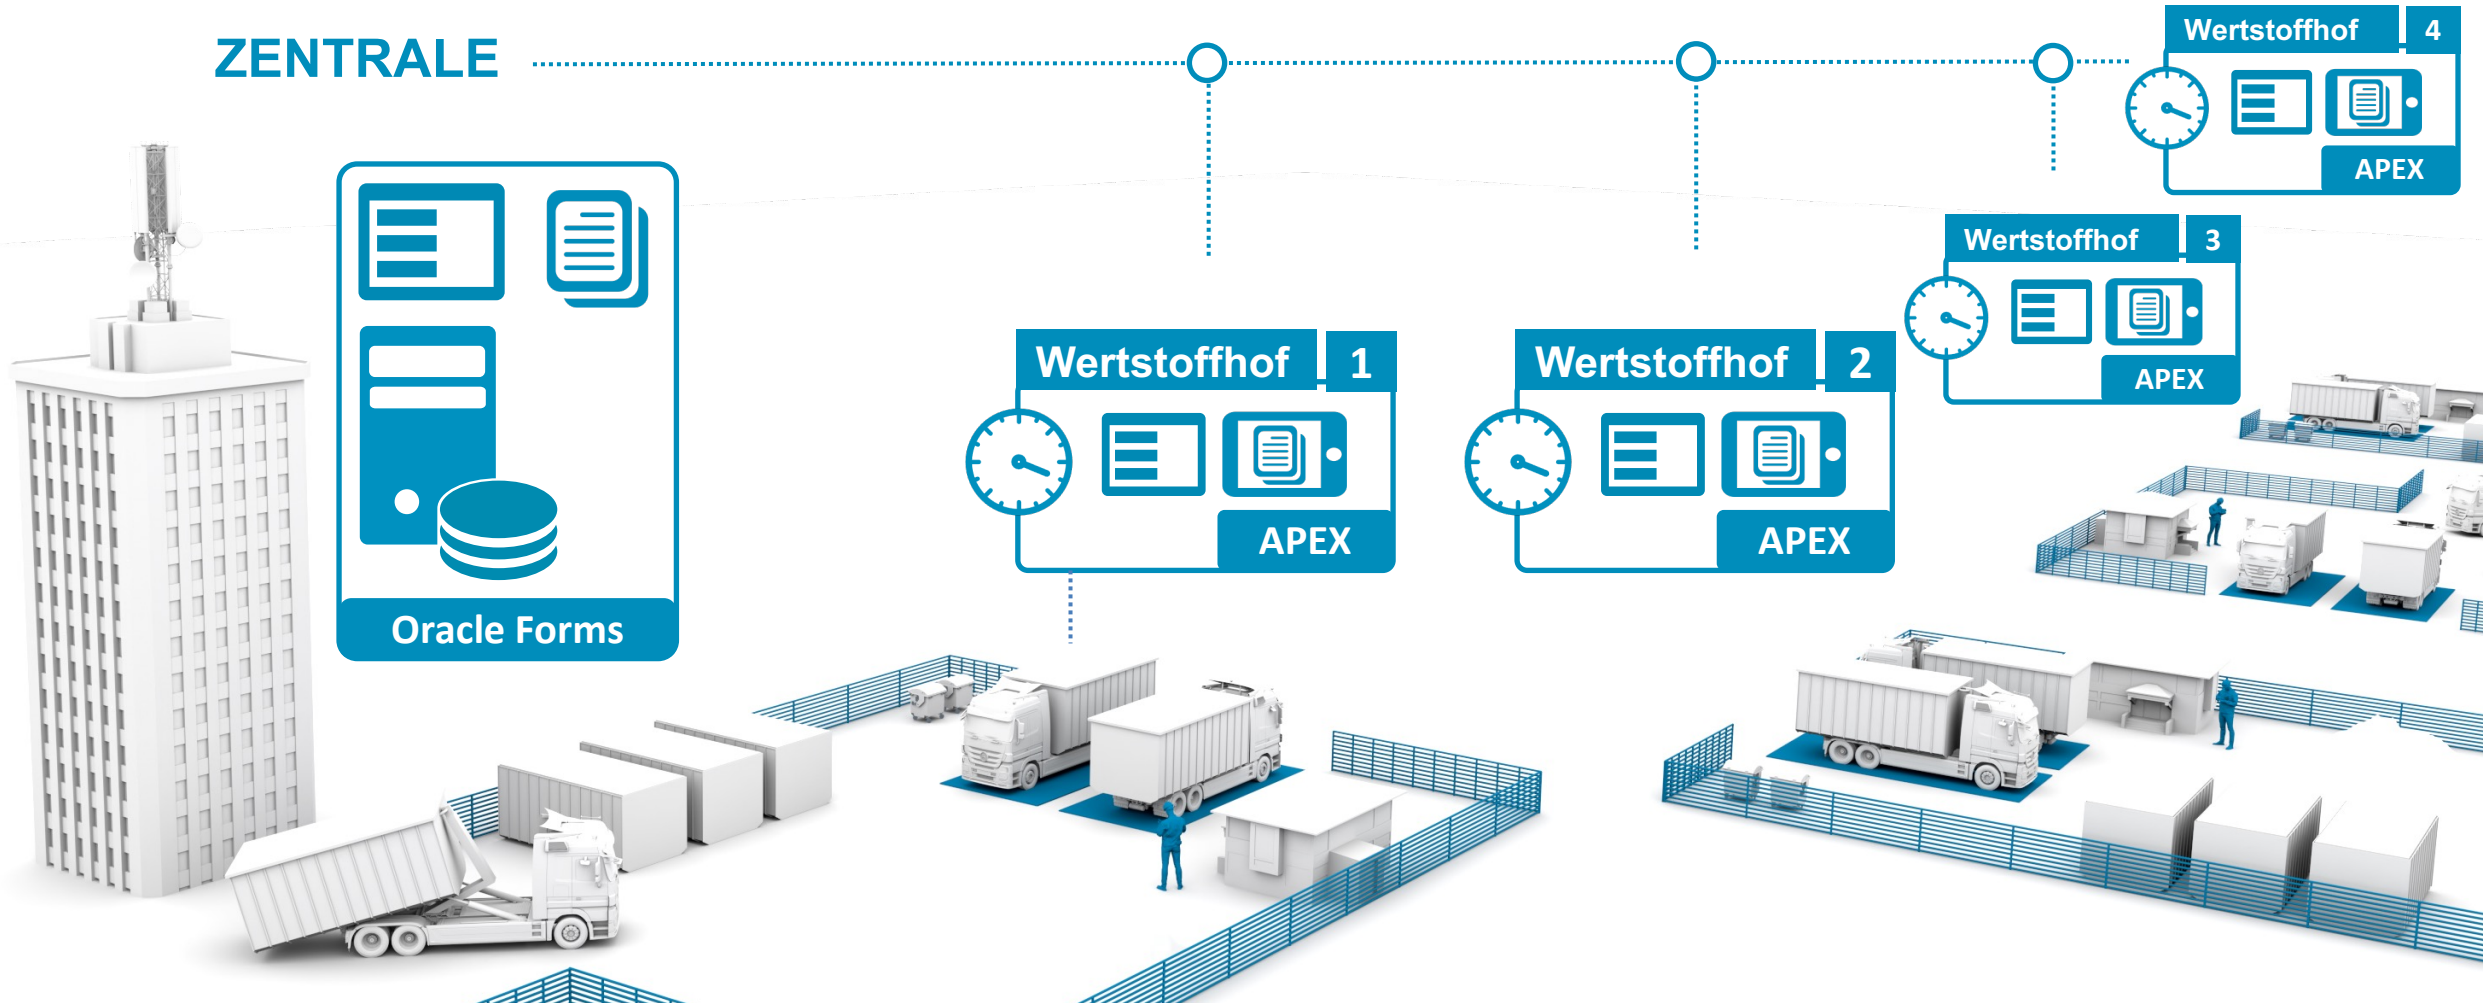 ZENTRALE
Wertstoffhof 4
APEX
Wertstoffhof 3
APEX
Wertstoffhof 1
APEX
Wertstoffhof 2
APEX
Oracle Forms